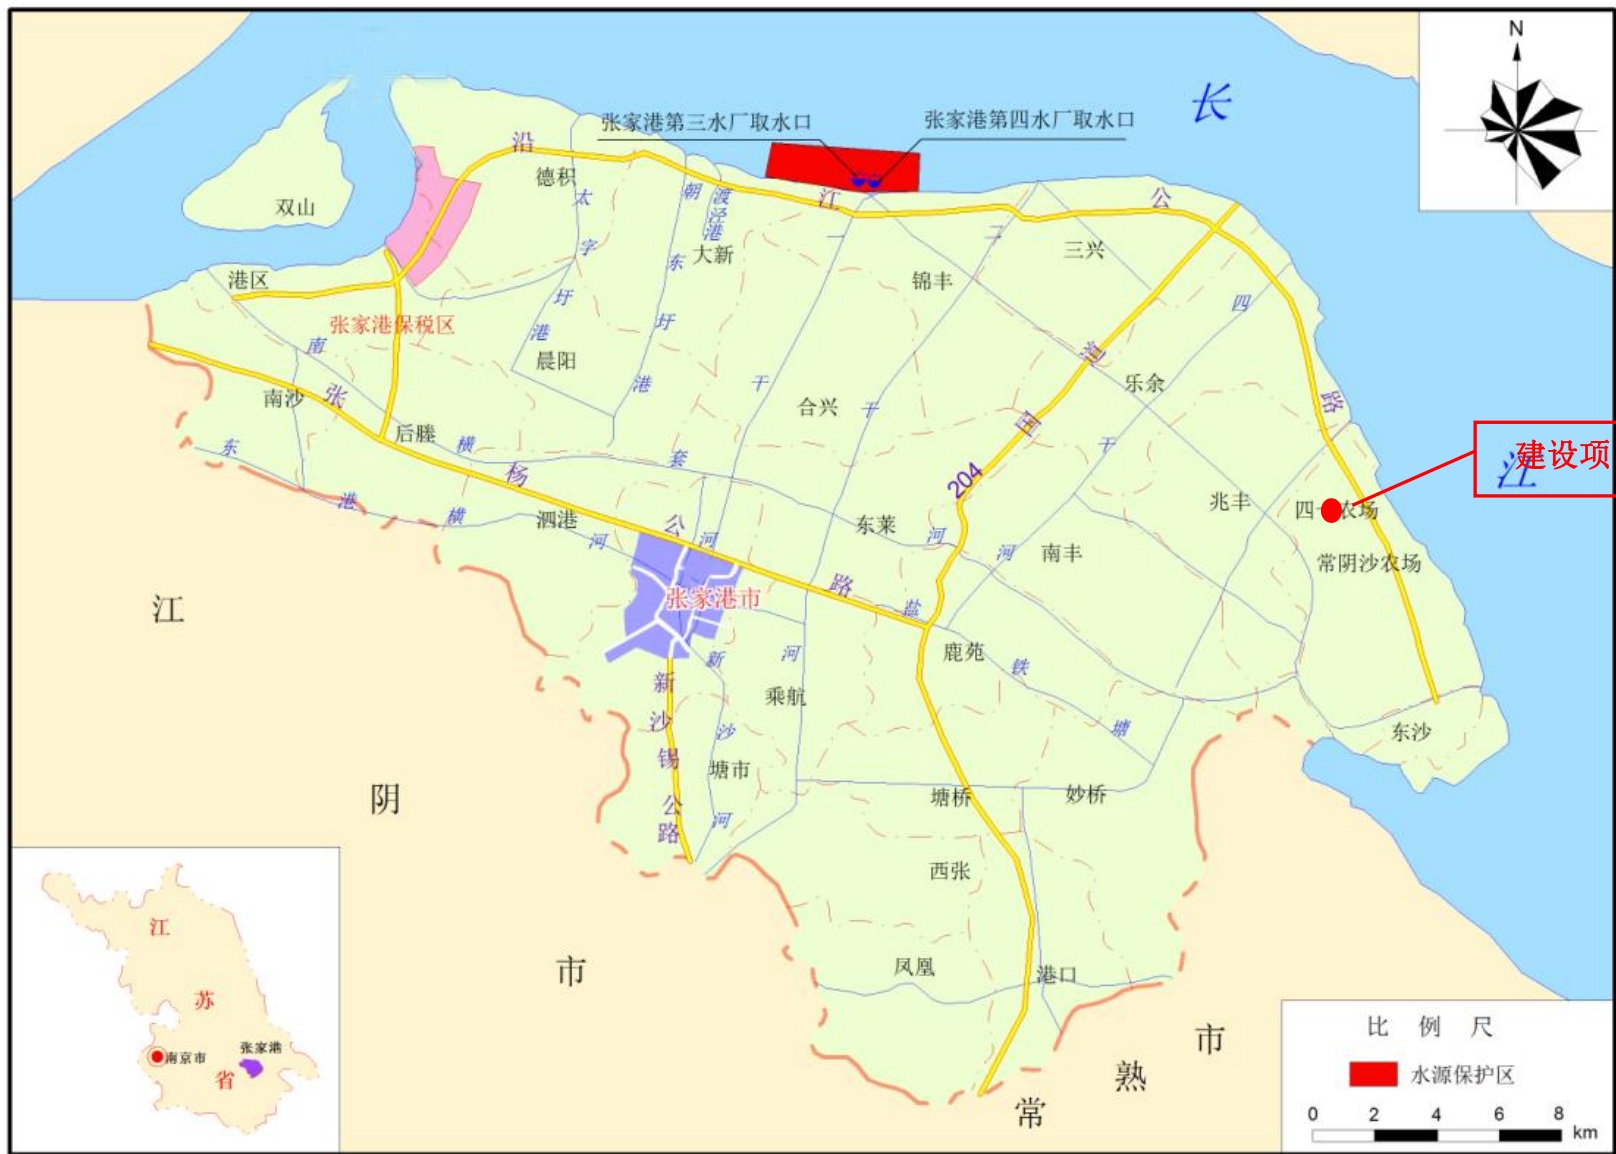 N
长
张家港第三水厂取水口
张家港第四水厂取水口
沿
江
公
路
德积
双山
太
字
圩
港
朝
东
圩
港
渡泾港
大新
一
干
河
二
干
河
三兴
锦丰
四
干
河
港区
张家港保税区
南
横
套
河
晨阳
204
国
道
乐余
南沙
张
杨
公
路
后塍
合兴
东
港
横
河
泗港
东莱
兆丰
四
农场
建设项
江
南丰
常阴沙农场
张家港市
盐
铁
塘
鹿苑
新
沙
河
乘航
新
沙
锡
公
路
塘市
东沙
塘桥
妙桥
西张
凤凰
港口
江
阴
市
常
熟
市
江
苏
省
南京市
张家港
比 例 尺
水源保护区
0 2 4 6 8
km